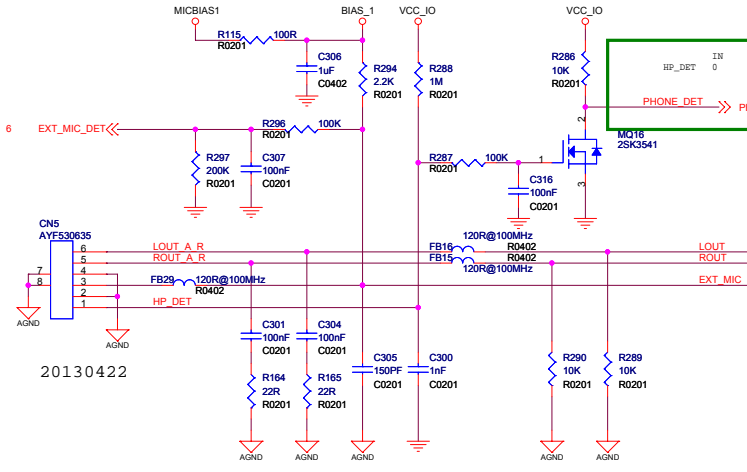 MICBIAS1
BIAS_1
VCC_IO
VCC_IO
R115
100R
R0201
C306
1uF
C0402
R294
2.2K
R0201
R288
1M
R0201
R286
10K
R0201
IN
HP_DET 0
PHONE_DET
6 EXT_MIC_DET
R296
R0201
100K
R297
200K
R0201
C307
100nF
C0201
R287
R0201
100K
1
2
3
MQ16
2SK3541
C316
100nF
C0201
CN5
AYF530635
6
5
4
3
2
1
7
8
LOUT_A_R
ROUT_A_R
FB29
120R@100MHz
R0402
HP_DET
120R@100MHz
FB16
R0402
FB15
R0402
120R@100MHz
LOUT
ROUT
EXT_MIC
AGND
AGND
20130422
C301
100nF
C0201
C304
100nF
C0201
C305
150PF
C0201
C300
1nF
C0201
R164
22R
R0201
R165
22R
R0201
R290
10K
R0201
R289
10K
R0201
AGND
AGND
AGND
AGND
AGND